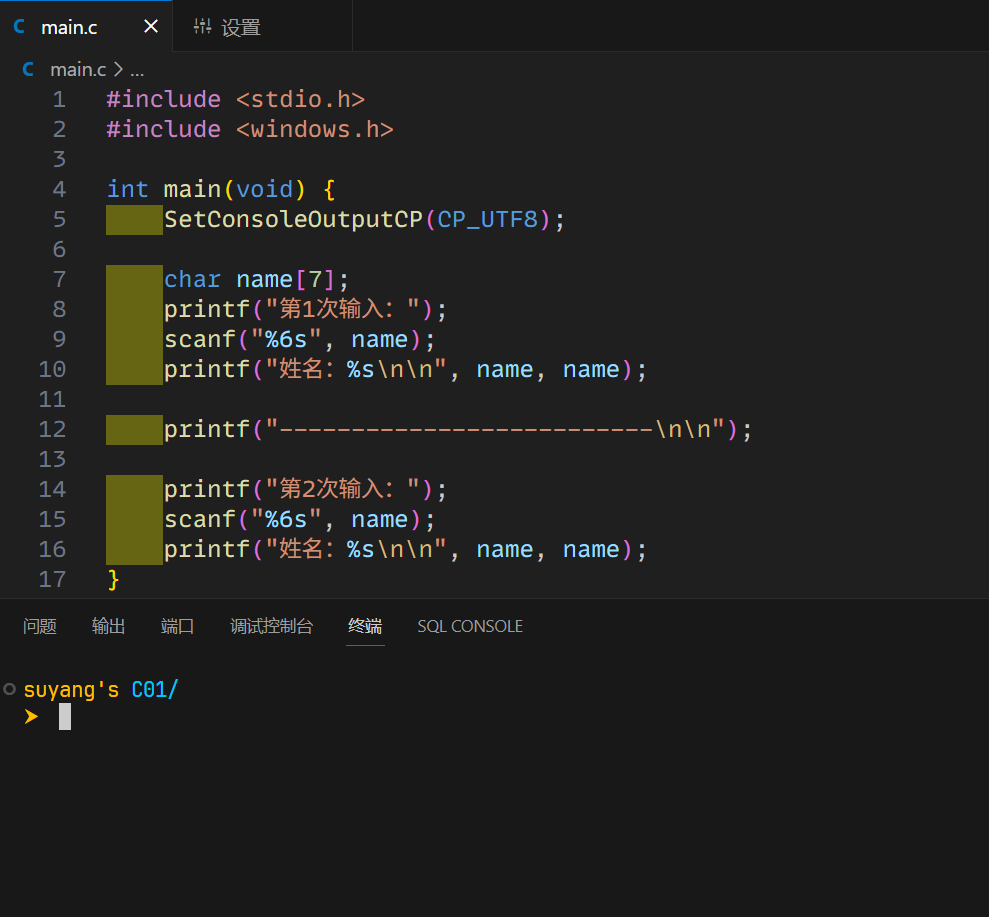 C main.c ×
设置
C main.c > ...
1 #include <stdio.h>
2 #include <windows.h>
3
4 int main(void) {
5     SetConsoleOutputCP(CP_UTF8);
6
7     char name[7];
8     printf("第1次输入：");
9     scanf("%6s", name);
10     printf("姓名：%s\n\n", name, name);
11
12     printf("--------------------------\n\n");
13
14     printf("第2次输入：");
15     scanf("%6s", name);
16     printf("姓名：%s\n\n", name, name);
17 }
问题 输出 端口 调试控制台 终端 SQL CONSOLE
suyang's C01/